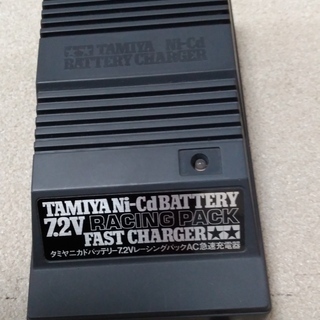 TAMIYA Ni-Cd
BATTERY CHARGER
TAMIYA Ni-Cd BATTERY
7.2V RACING PACK
FAST CHARGER
タミヤニカドバッテリー7.2VレーシングパックAC急速充電器